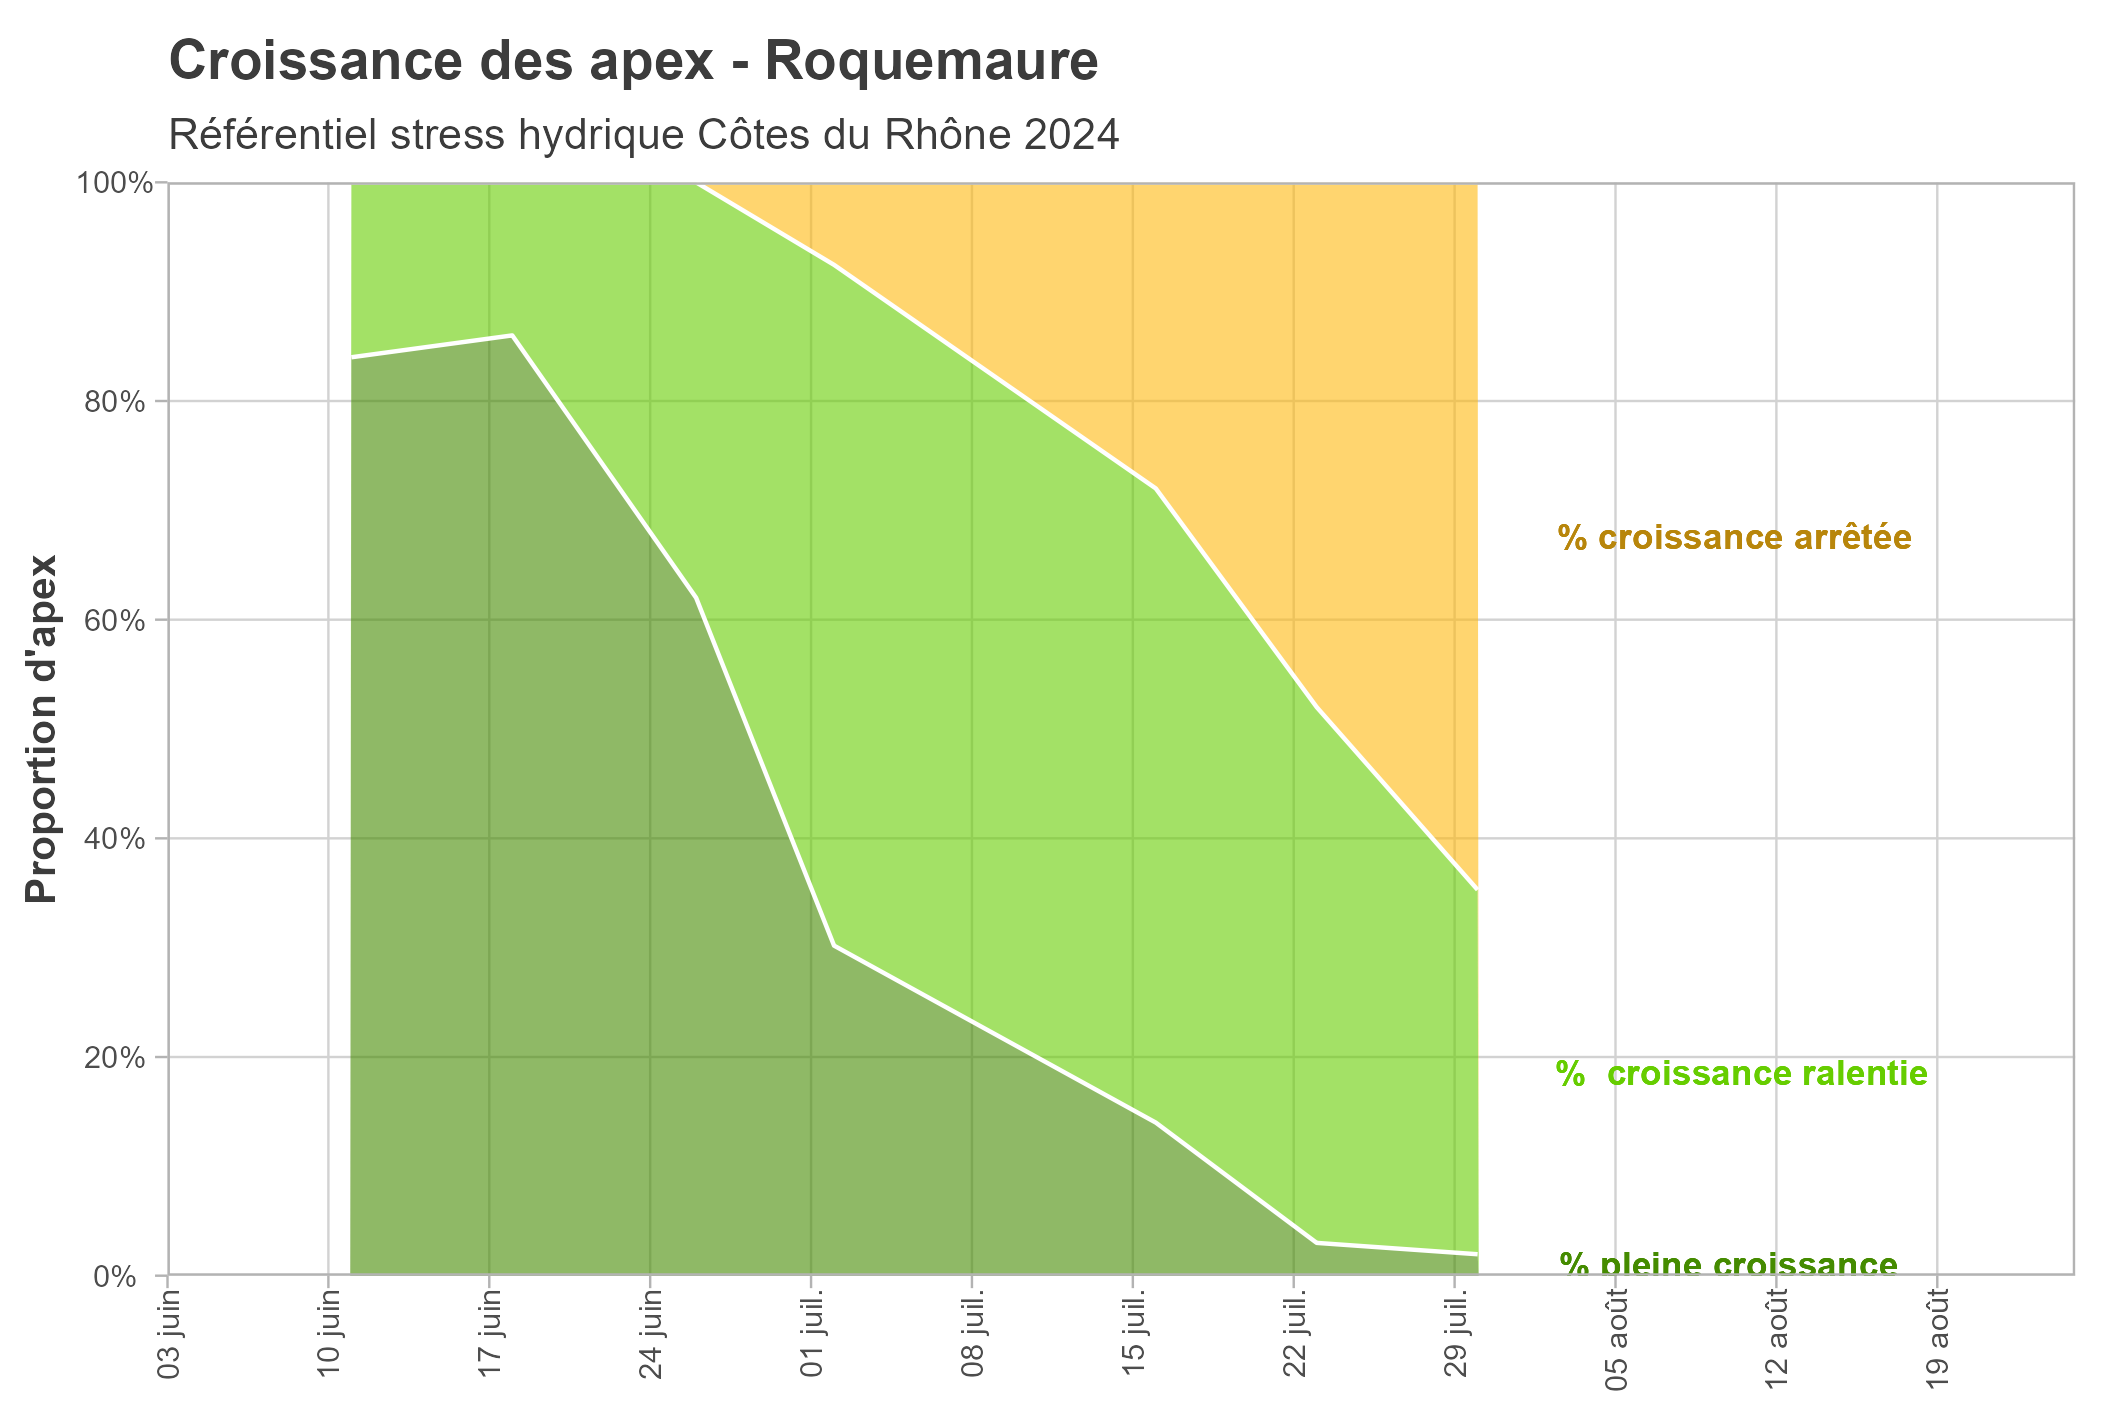 Croissance des apex - Roquemaure
Référentiel stress hydrique Côtes du Rhône 2024
Proportion d'apex
100%
80%
60%
40%
20%
0%
% croissance arrêtée
%  croissance ralentie
% pleine croissance
03 juin
10 juin
17 juin
24 juin
01 juil.
08 juil.
15 juil.
22 juil.
29 juil.
05 août
12 août
19 août